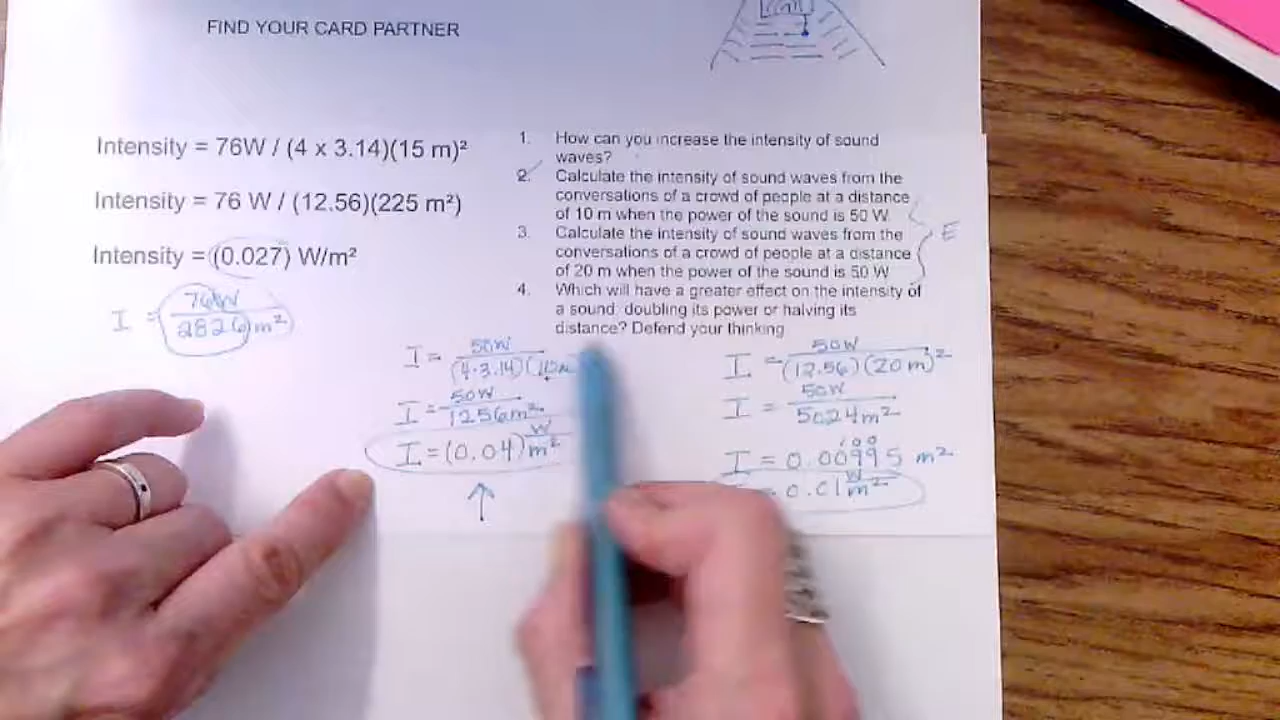 FIND YOUR CARD PARTNER
Intensity = 76W / (4 x 3.14)(15 m)²
Intensity = 76 W / (12.56)(225 m²)
Intensity = (0.027) W/m²
I = 76W
2826 m²
1. How can you increase the intensity of sound
waves?
2. Calculate the intensity of sound waves from the
conversations of a crowd of people at a distance
of 10 m when the power of the sound is 50 W
3. Calculate the intensity of sound waves from the
conversations of a crowd of people at a distance
of 20 m when the power of the sound is 50 W
E
4. Which will have a greater effect on the intensity of
a sound, doubling its power or halving its
distance? Defend your thinking
I = 50W
(4·3.14)
I = 50W
1256m²
I = (0.04) W
m²
I = 50W
(12.56)(20 m)²
I = 50W
5024m²
I = 0.00995 m²
= 0.01 W
m²